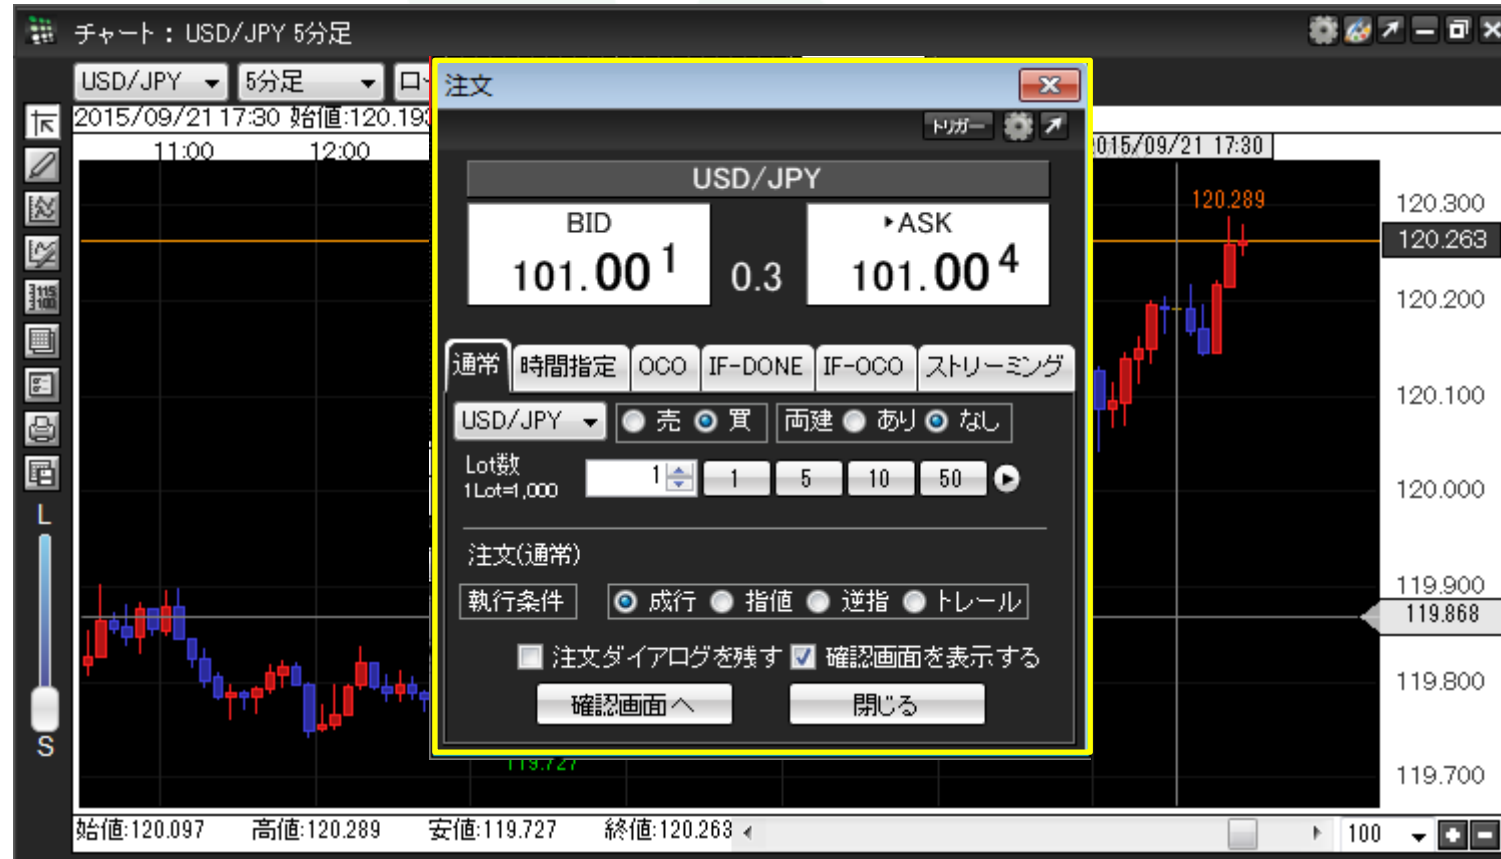 チャート：USD/JPY 5分足
USD/JPY 5分足
2015/09/21 17:30 始値:120.193
11:00 12:00
015/09/21 17:30
注文
トリガー
USD/JPY
BID ASK
101.00 1 0.3 101.00 4
通常 時間指定 OCO IF-DONE IF-OCO ストリーミング
USD/JPY 売 買 両建 あり なし
Lot数
1Lot=1,000
1 1 5 10 50
注文(通常)
執行条件 成行 指値 逆指 トレール
注文ダイアログを残す 確認画面を表示する
確認画面へ 閉じる
120.289
119.727
120.300
120.263
120.200
120.100
120.000
119.900
119.868
119.800
119.700
115
100
L
S
始値:120.097 高値:120.289 安値:119.727 終値:120.263
100